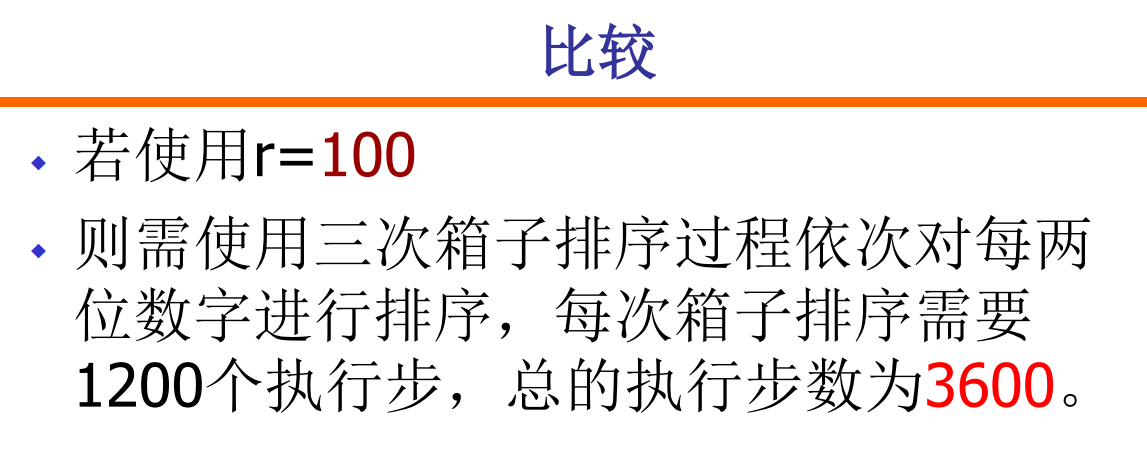 比较
若使用r=100
则需使用三次箱子排序过程依次对每两
位数字进行排序，每次箱子排序需要
1200个执行步，总的执行步数为3600。